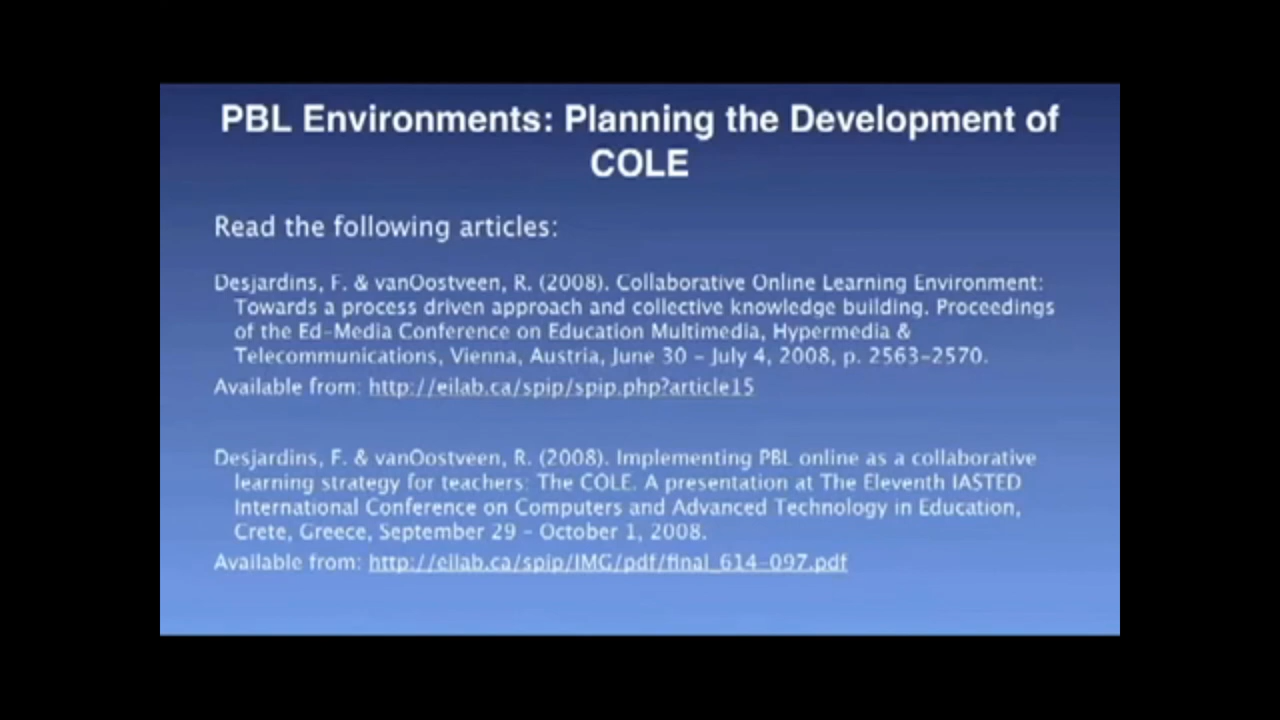 PBL Environments: Planning the Development of
COLE
Read the following articles:
Desjardins, F. & vanOostveen, R. (2008). Collaborative Online Learning Environment:
Towards a process driven approach and collective knowledge building. Proceedings
of the Ed-Media Conference on Education Multimedia, Hypermedia &
Telecommunications, Vienna, Austria, June 30 – July 4, 2008, p. 2563–2570.
Available from: http://eilab.ca/spip/spip.php?article15
Desjardins, F. & vanOostveen, R. (2008). Implementing PBL online as a collaborative
learning strategy for teachers: The COLE. A presentation at The Eleventh IASTED
International Conference on Computers and Advanced Technology in Education,
Crete, Greece, September 29 – October 1, 2008.
Available from: http://eilab.ca/spip/IMG/pdf/final_614-097.pdf